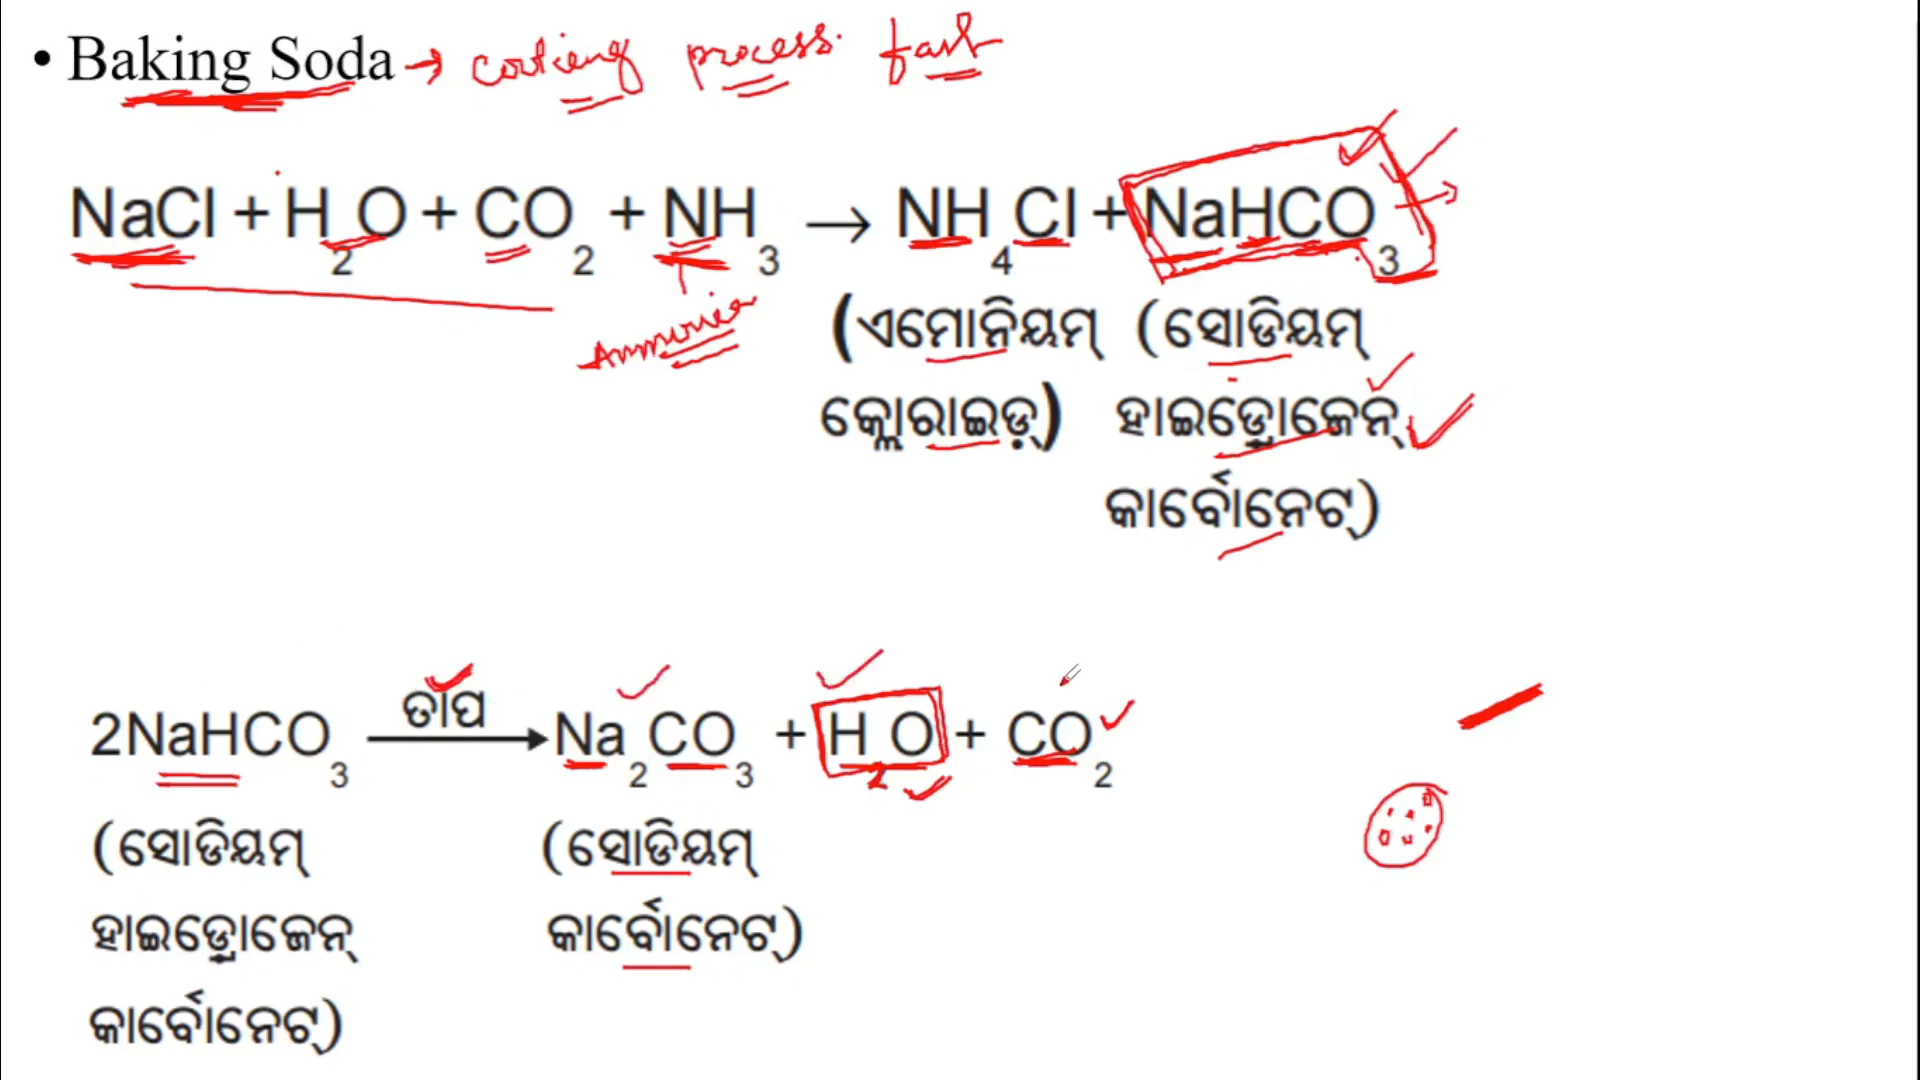 • Baking Soda → cooking process fast
NaCl + H₂O + CO₂ + NH₃ → NH₄Cl + NaHCO₃
Ammonia
(ଏମୋନିୟମ୍ (ସୋଡିୟମ୍
କ୍ଲୋରାଇଡ୍) ହାଇଡ୍ରୋଜେନ୍
କାର୍ବୋନେଟ୍)
ତାପ
2NaHCO₃ → Na₂CO₃ + H₂O + CO₂
(ସୋଡିୟମ୍ (ସୋଡିୟମ୍
ହାଇଡ୍ରୋଜେନ୍ କାର୍ବୋନେଟ୍)
କାର୍ବୋନେଟ୍)